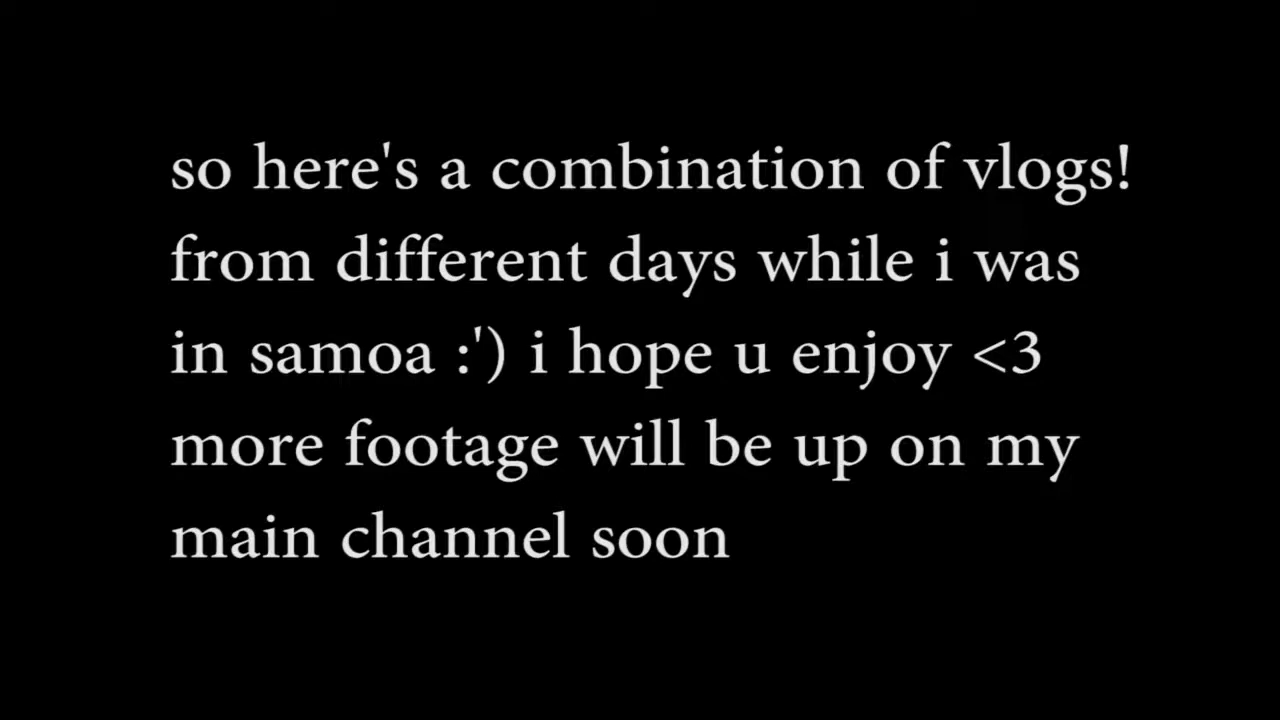 so here's a combination of vlogs!
from different days while i was
in samoa :') i hope u enjoy <3
more footage will be up on my
main channel soon